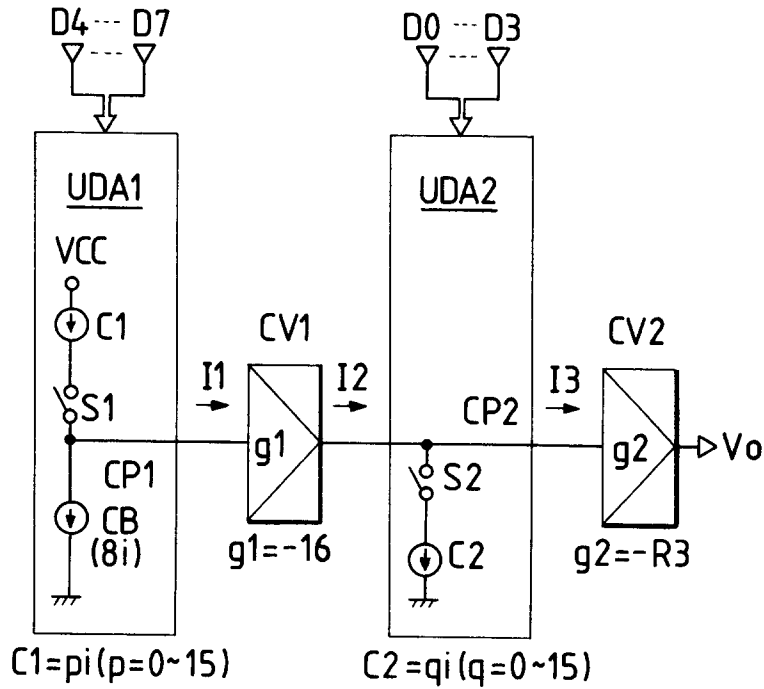 D4 ---- D7
D0 ---- D3
UDA1
UDA2
VCC
C1
CV1
CV2
I1
I2
I3
S1
CP2
g1
g2
Vo
CP1
S2
CB
(8i)
g1=-16
C2
g2=-R3
C1=pi(p=0~15)
C2=qi(q=0~15)